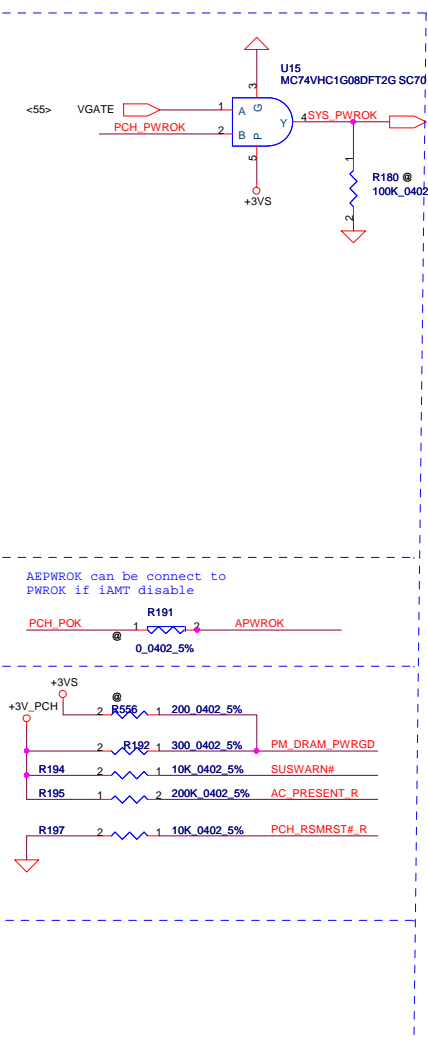 U15
MC74VHC1G08DFT2G SC70
3
<55> VGATE 1 A G
Y 4 SYS_PWROK
PCH_PWROK 2 B P
5
+3VS
1
R180 @
100K_0402
2
AEPWROK can be connect to
PWROK if iAMT disable
R191
PCH_POK 1 2 APWROK
@
0_0402_5%
+3VS
@
+3V_PCH
2 R556 1 200_0402_5%
2 R192 1 300_0402_5% PM_DRAM_PWRGD
R194 2 1 10K_0402_5% SUSWARN#
R195 1 2 200K_0402_5% AC_PRESENT_R
R197 2 1 10K_0402_5% PCH_RSMRST#_R